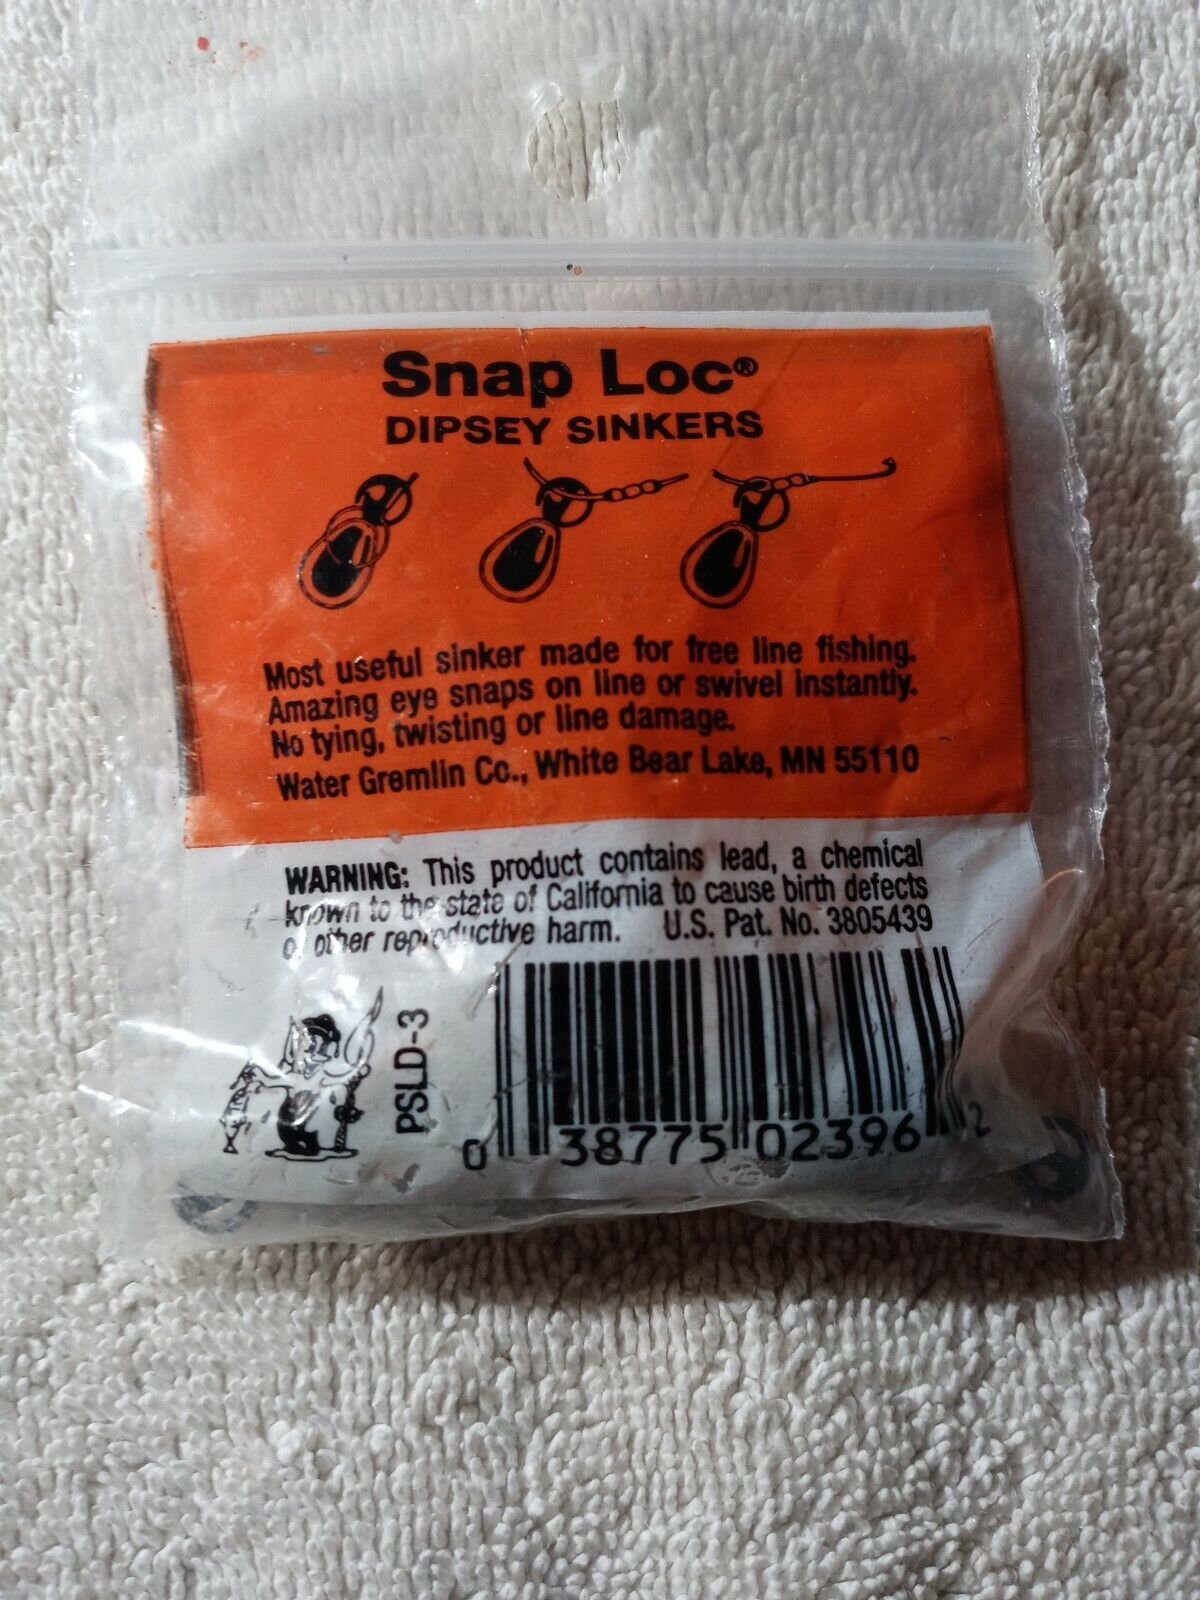 Snap Loc®
DIPSEY SINKERS
Most useful sinker made for free line fishing.
Amazing eye snaps on line or swivel instantly.
No tying, twisting or line damage.
Water Gremlin Co., White Bear Lake, MN 55110
WARNING: This product contains lead, a chemical
known to the state of California to cause birth defects
or other reproductive harm. U.S. Pat. No. 3805439
PSLD-3
0 38775 02396 2